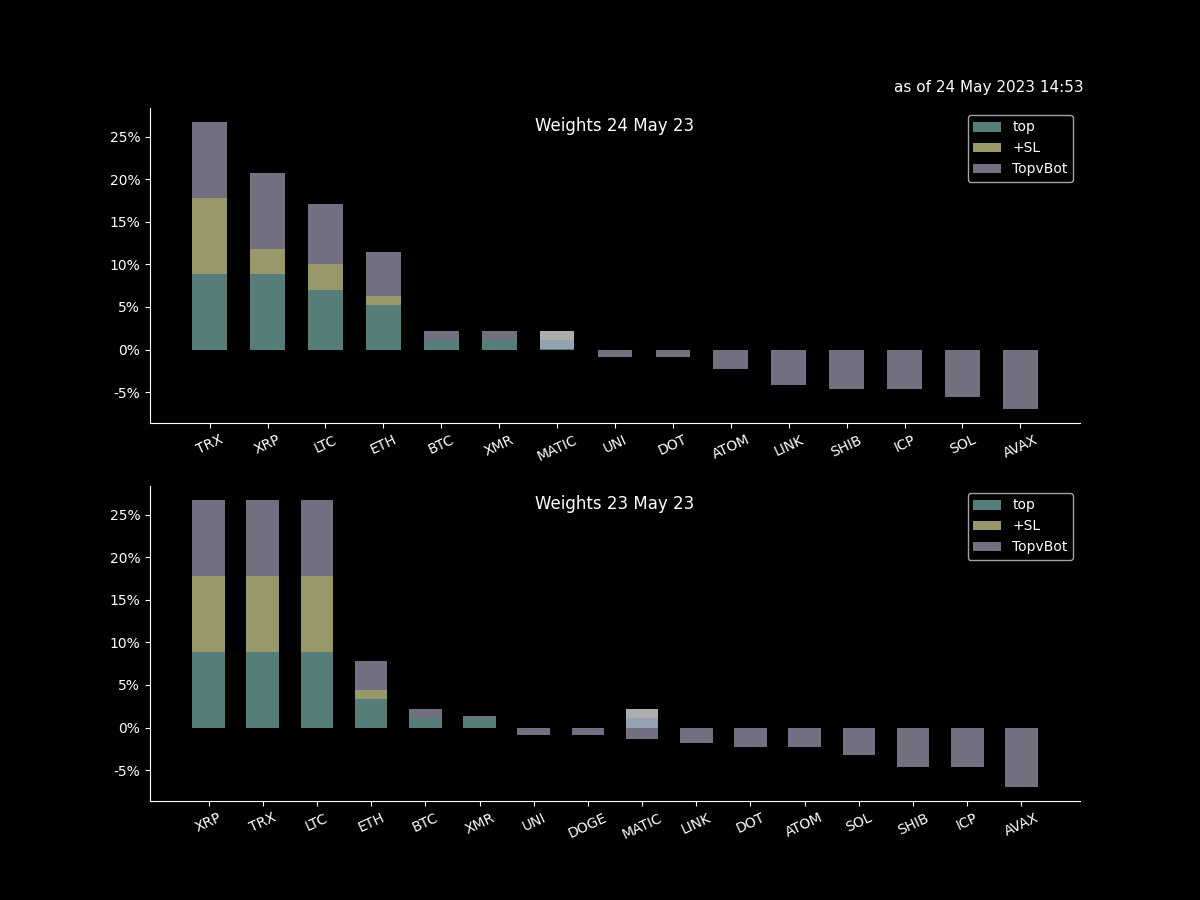 as of 24 May 2023 14:53
Weights 24 May 23
top
+SL
TopvBot
25%
20%
15%
10%
5%
0%
-5%
TRX XRP LTC ETH BTC XMR MATIC UNI DOT ATOM LINK SHIB ICP SOL AVAX
Weights 23 May 23
top
+SL
TopvBot
25%
20%
15%
10%
5%
0%
-5%
XRP TRX LTC ETH BTC XMR UNI DOGE MATIC LINK DOT ATOM SOL SHIB ICP AVAX